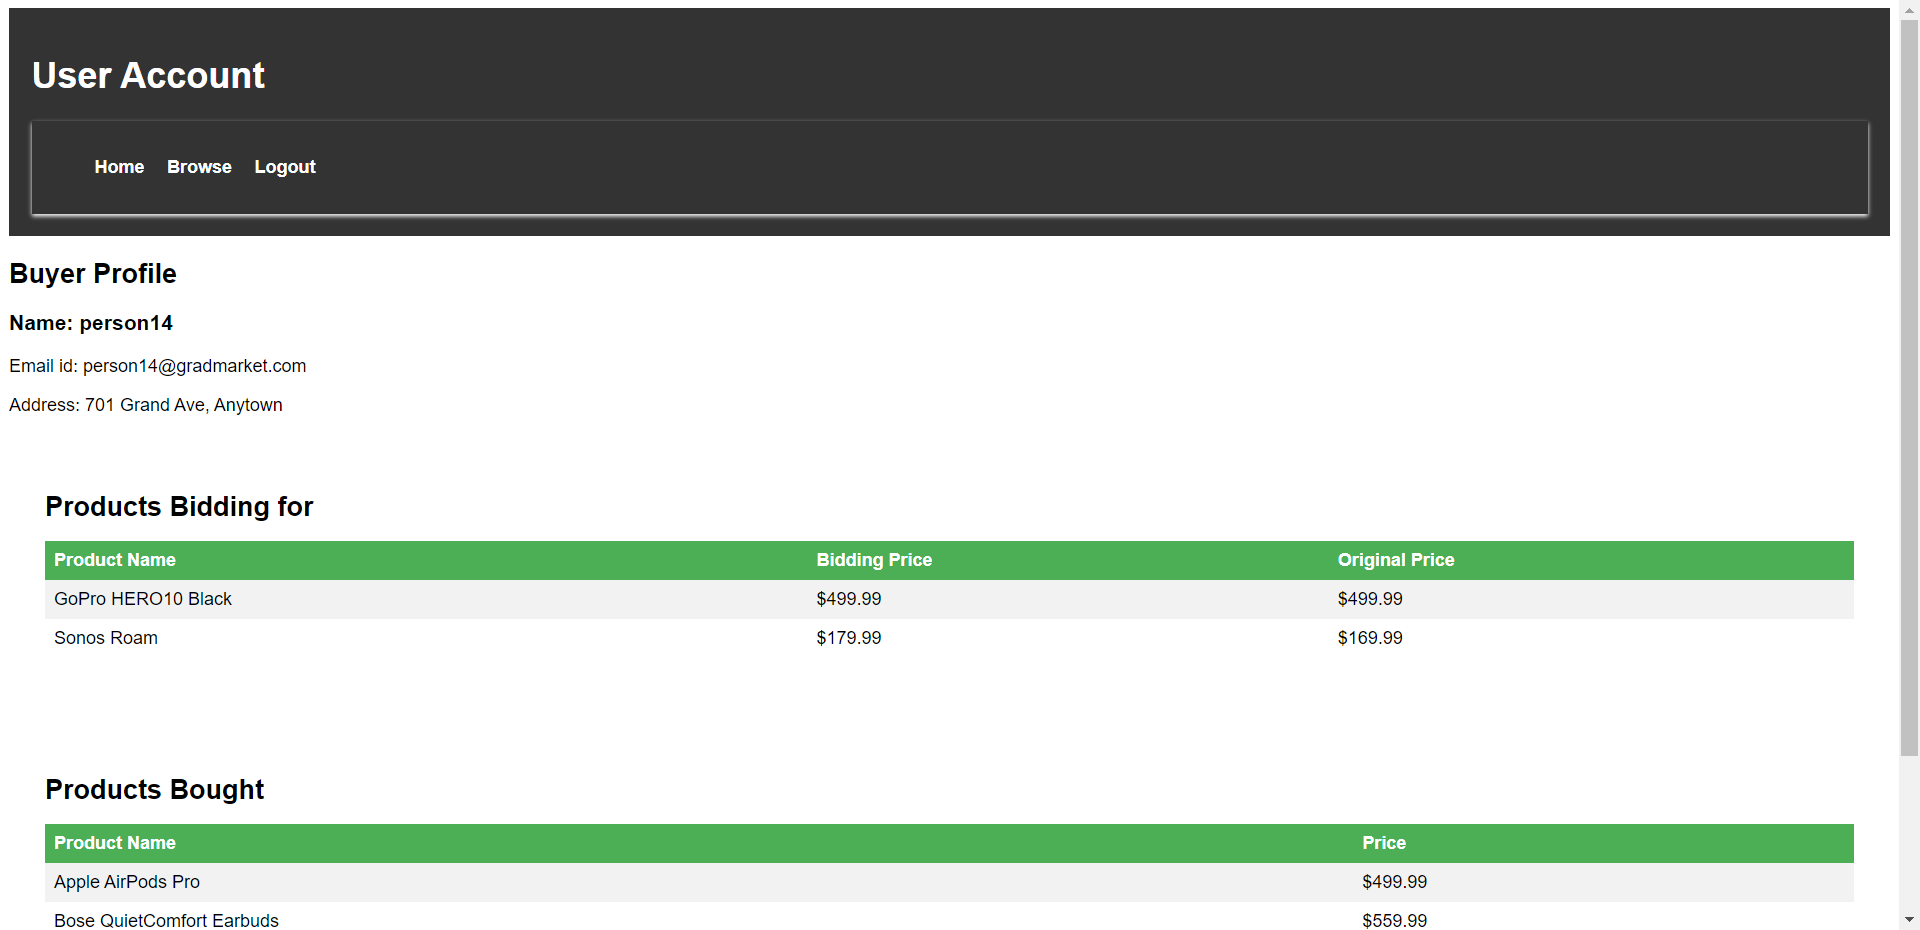 User Account
Home Browse Logout
Buyer Profile
Name: person14
Email id: person14@gradmarket.com
Address: 701 Grand Ave, Anytown
Products Bidding for
Product Name Bidding Price Original Price
GoPro HERO10 Black $499.99 $499.99
Sonos Roam $179.99 $169.99
Products Bought
Product Name Price
Apple AirPods Pro $499.99
Bose QuietComfort Earbuds $559.99